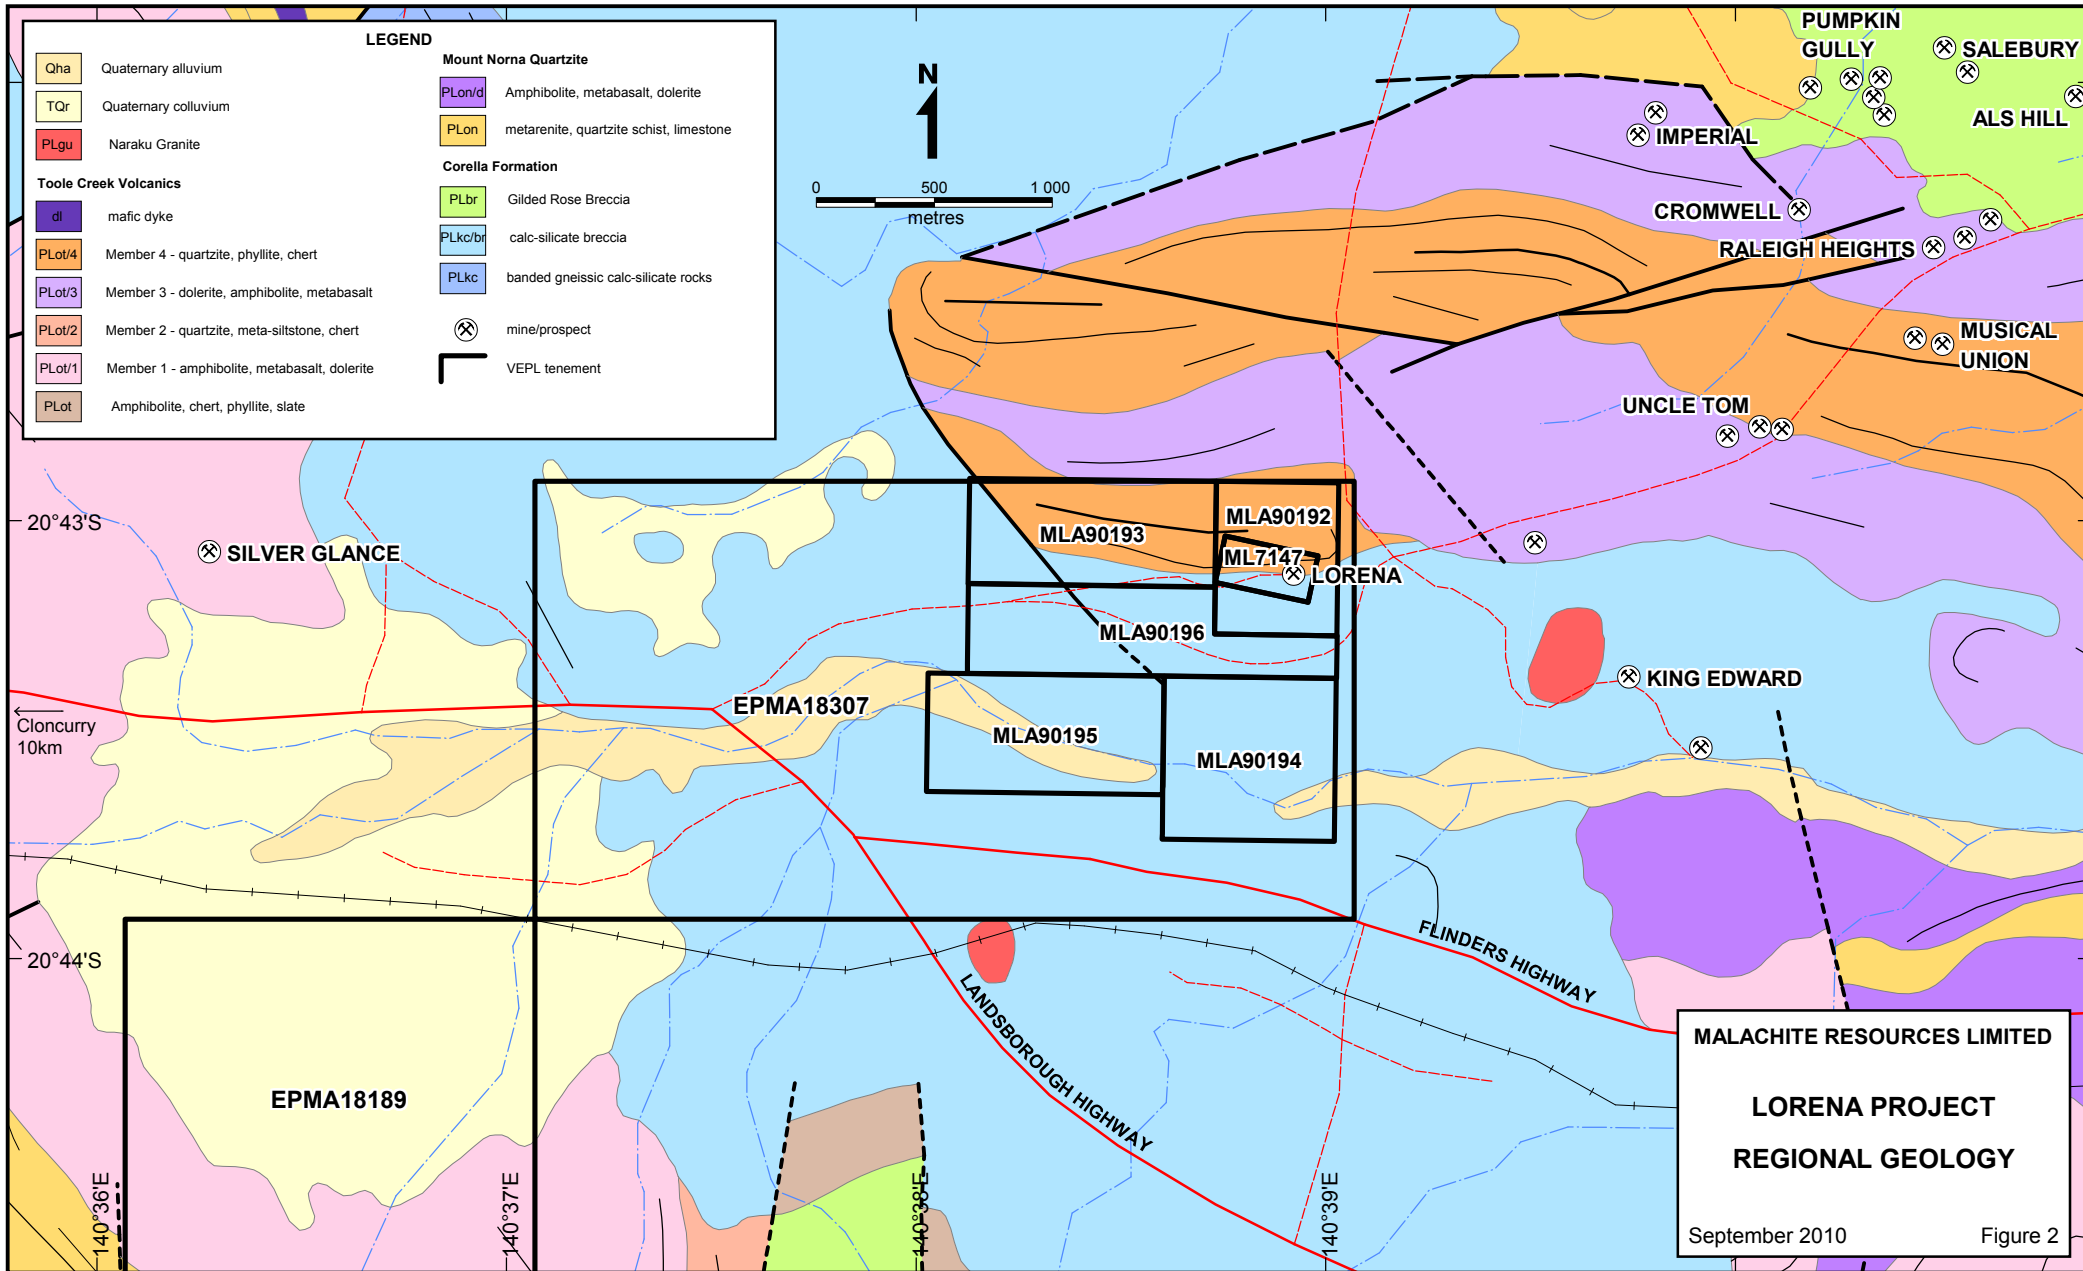 LEGEND
Qha Quaternary alluvium
TQr Quaternary colluvium
PLgu Naraku Granite
Toole Creek Volcanics
dl mafic dyke
PLot/4 Member 4 - quartzite, phyllite, chert
PLot/3 Member 3 - dolerite, amphibolite, metabasalt
PLot/2 Member 2 - quartzite, meta-siltstone, chert
PLot/1 Member 1 - amphibolite, metabasalt, dolerite
PLot Amphibolite, chert, phyllite, slate
Mount Norna Quartzite
PLon/d Amphibolite, metabasalt, dolerite
PLon metarenite, quartzite schist, limestone
Corella Formation
PLbr Gilded Rose Breccia
PLkc/br calc-silicate breccia
PLkc banded gneissic calc-silicate rocks
mine/prospect
VEPL tenement
N
0 500 1 000
metres
PUMPKIN
GULLY
SALEBURY
ALS HILL
IMPERIAL
CROMWELL
RALEIGH HEIGHTS
MUSICAL
UNION
UNCLE TOM
20°43'S
SILVER GLANCE
MLA90193
MLA90192
ML7147
LORENA
MLA90196
KING EDWARD
EPMA18307
Cloncurry
10km
MLA90195
MLA90194
20°44'S
FLINDERS HIGHWAY
LANDSBOROUGH HIGHWAY
EPMA18189
140°36'E
140°37'E
140°38'E
140°39'E
MALACHITE RESOURCES LIMITED
LORENA PROJECT
REGIONAL GEOLOGY
September 2010 Figure 2